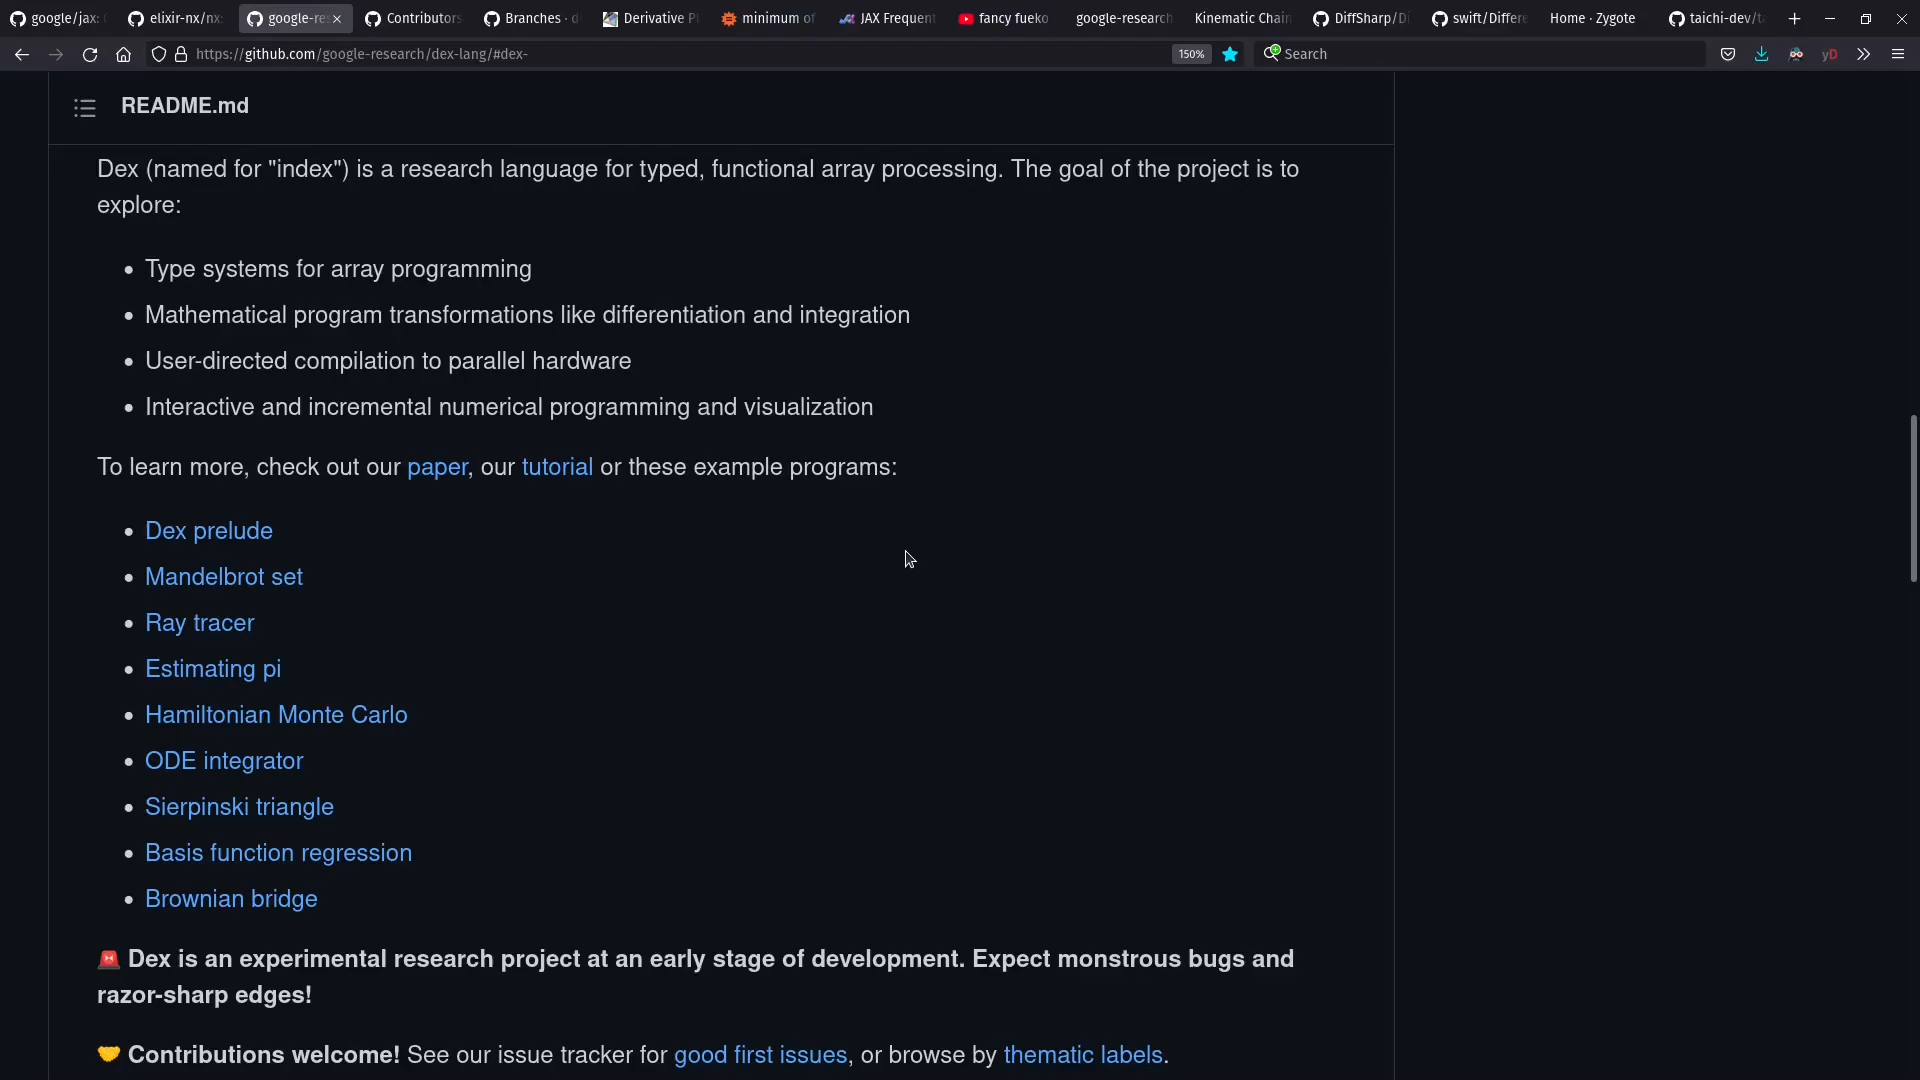 google/jax: elixir-nx/nx: google-res Contributors Branches · d Derivative Pr minimum of JAX Frequent fancy fueko google-research Kinematic Chain DiffSharp/Di swift/Differe Home · Zygote taichi-dev/ta
https://github.com/google-research/dex-lang/#dex- 150% Search yD
README.md
Dex (named for "index") is a research language for typed, functional array processing. The goal of the project is to
explore:
• Type systems for array programming
• Mathematical program transformations like differentiation and integration
• User-directed compilation to parallel hardware
• Interactive and incremental numerical programming and visualization
To learn more, check out our paper, our tutorial or these example programs:
• Dex prelude
• Mandelbrot set
• Ray tracer
• Estimating pi
• Hamiltonian Monte Carlo
• ODE integrator
• Sierpinski triangle
• Basis function regression
• Brownian bridge
🚨 Dex is an experimental research project at an early stage of development. Expect monstrous bugs and
razor-sharp edges!
🤝 Contributions welcome! See our issue tracker for good first issues, or browse by thematic labels.